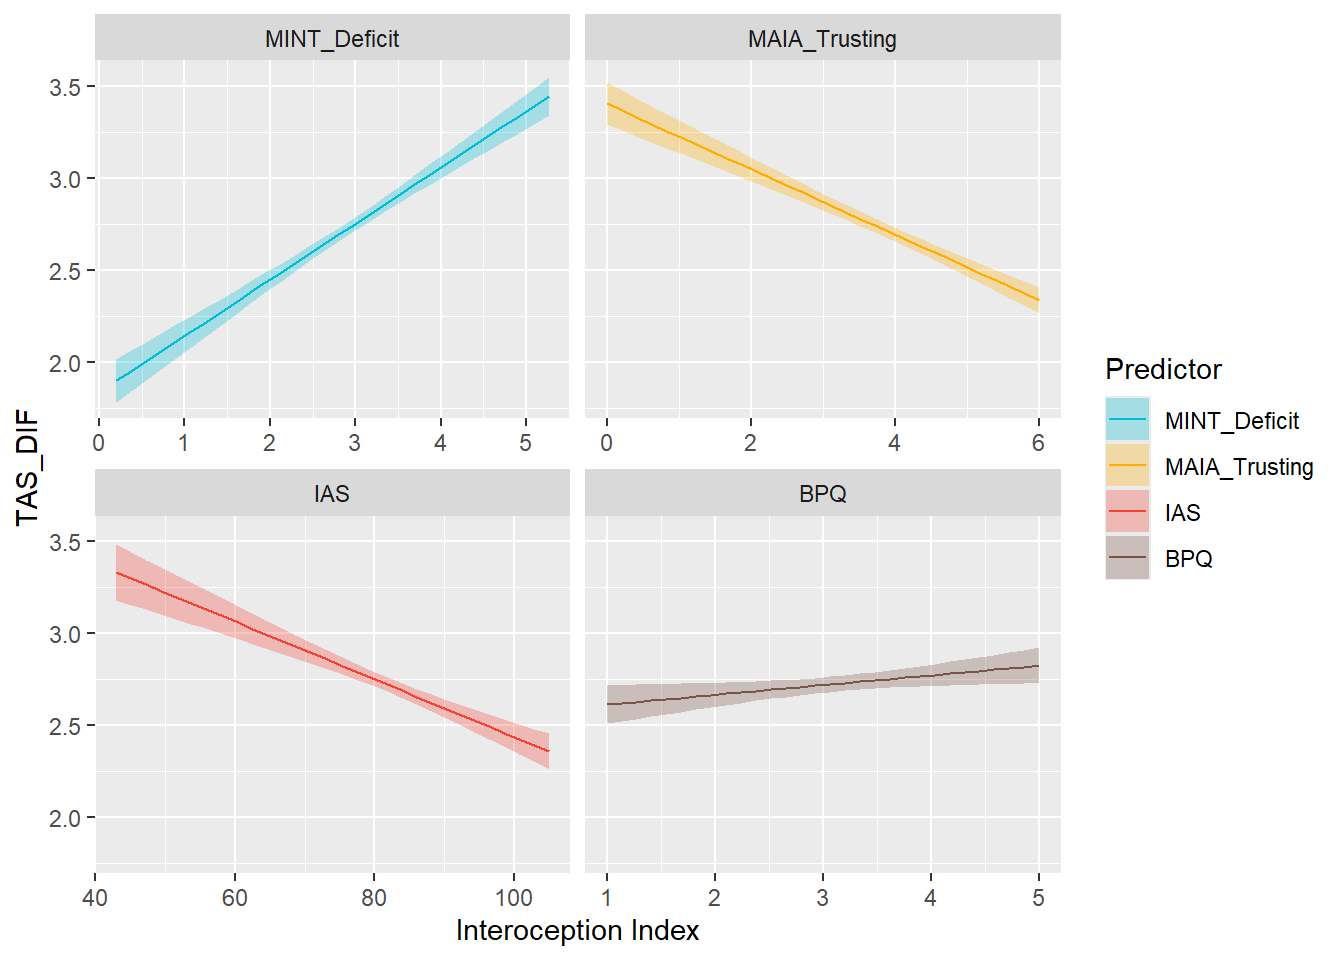 MINT_Deficit
MAIA_Trusting
3.5
3.0
2.5
2.0
0 1 2 3 4 5
0 2 4 6
TAS_DIF
IAS
BPQ
3.5
3.0
2.5
2.0
40 60 80 100
1 2 3 4 5
Interoception Index
Predictor
MINT_Deficit
MAIA_Trusting
IAS
BPQ